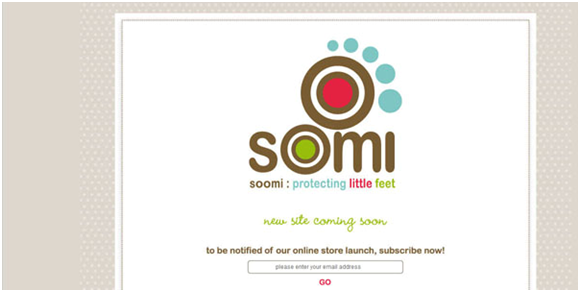 somi
soomi : protecting little feet
new site coming soon
to be notified of our online store launch, subscribe now!
please enter your email address
GO